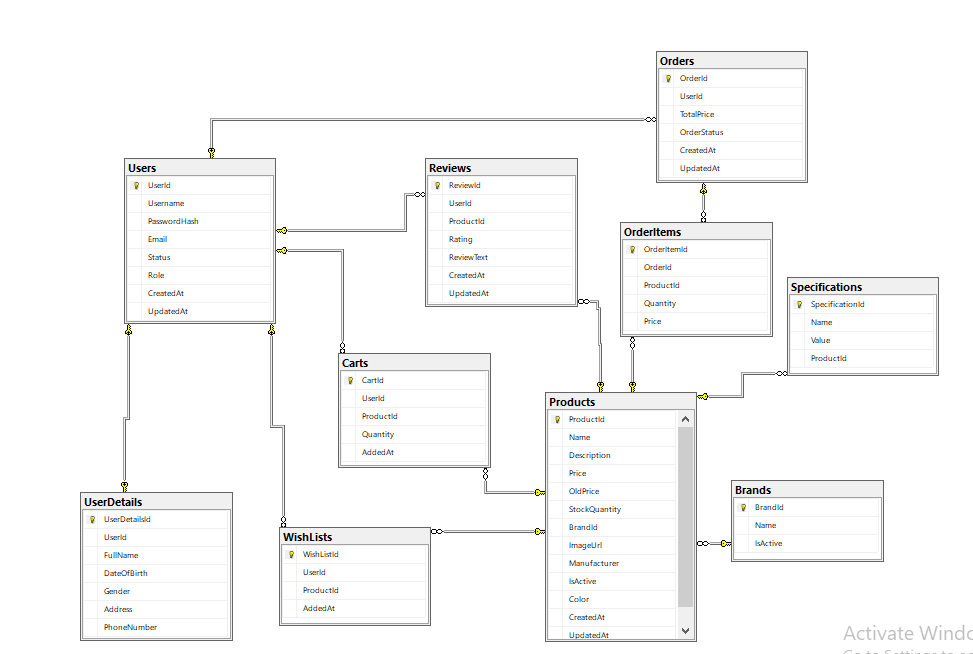 Orders
OrderId
UserId
TotalPrice
OrderStatus
CreatedAt
UpdatedAt
Users
UserId
Username
PasswordHash
Email
Status
Role
CreatedAt
UpdatedAt
Reviews
ReviewId
UserId
ProductId
Rating
ReviewText
CreatedAt
UpdatedAt
OrderItems
OrderItemId
OrderId
ProductId
Quantity
Price
Specifications
SpecificationId
Name
Value
ProductId
Carts
CartId
UserId
ProductId
Quantity
AddedAt
Products
ProductId
Name
Description
Price
OldPrice
StockQuantity
BrandId
ImageUrl
Manufacturer
IsActive
Color
CreatedAt
UpdatedAt
Brands
BrandId
Name
IsActive
UserDetails
UserDetailsId
UserId
FullName
DateOfBirth
Gender
Address
PhoneNumber
WishLists
WishListId
UserId
ProductId
AddedAt
Activate Windo